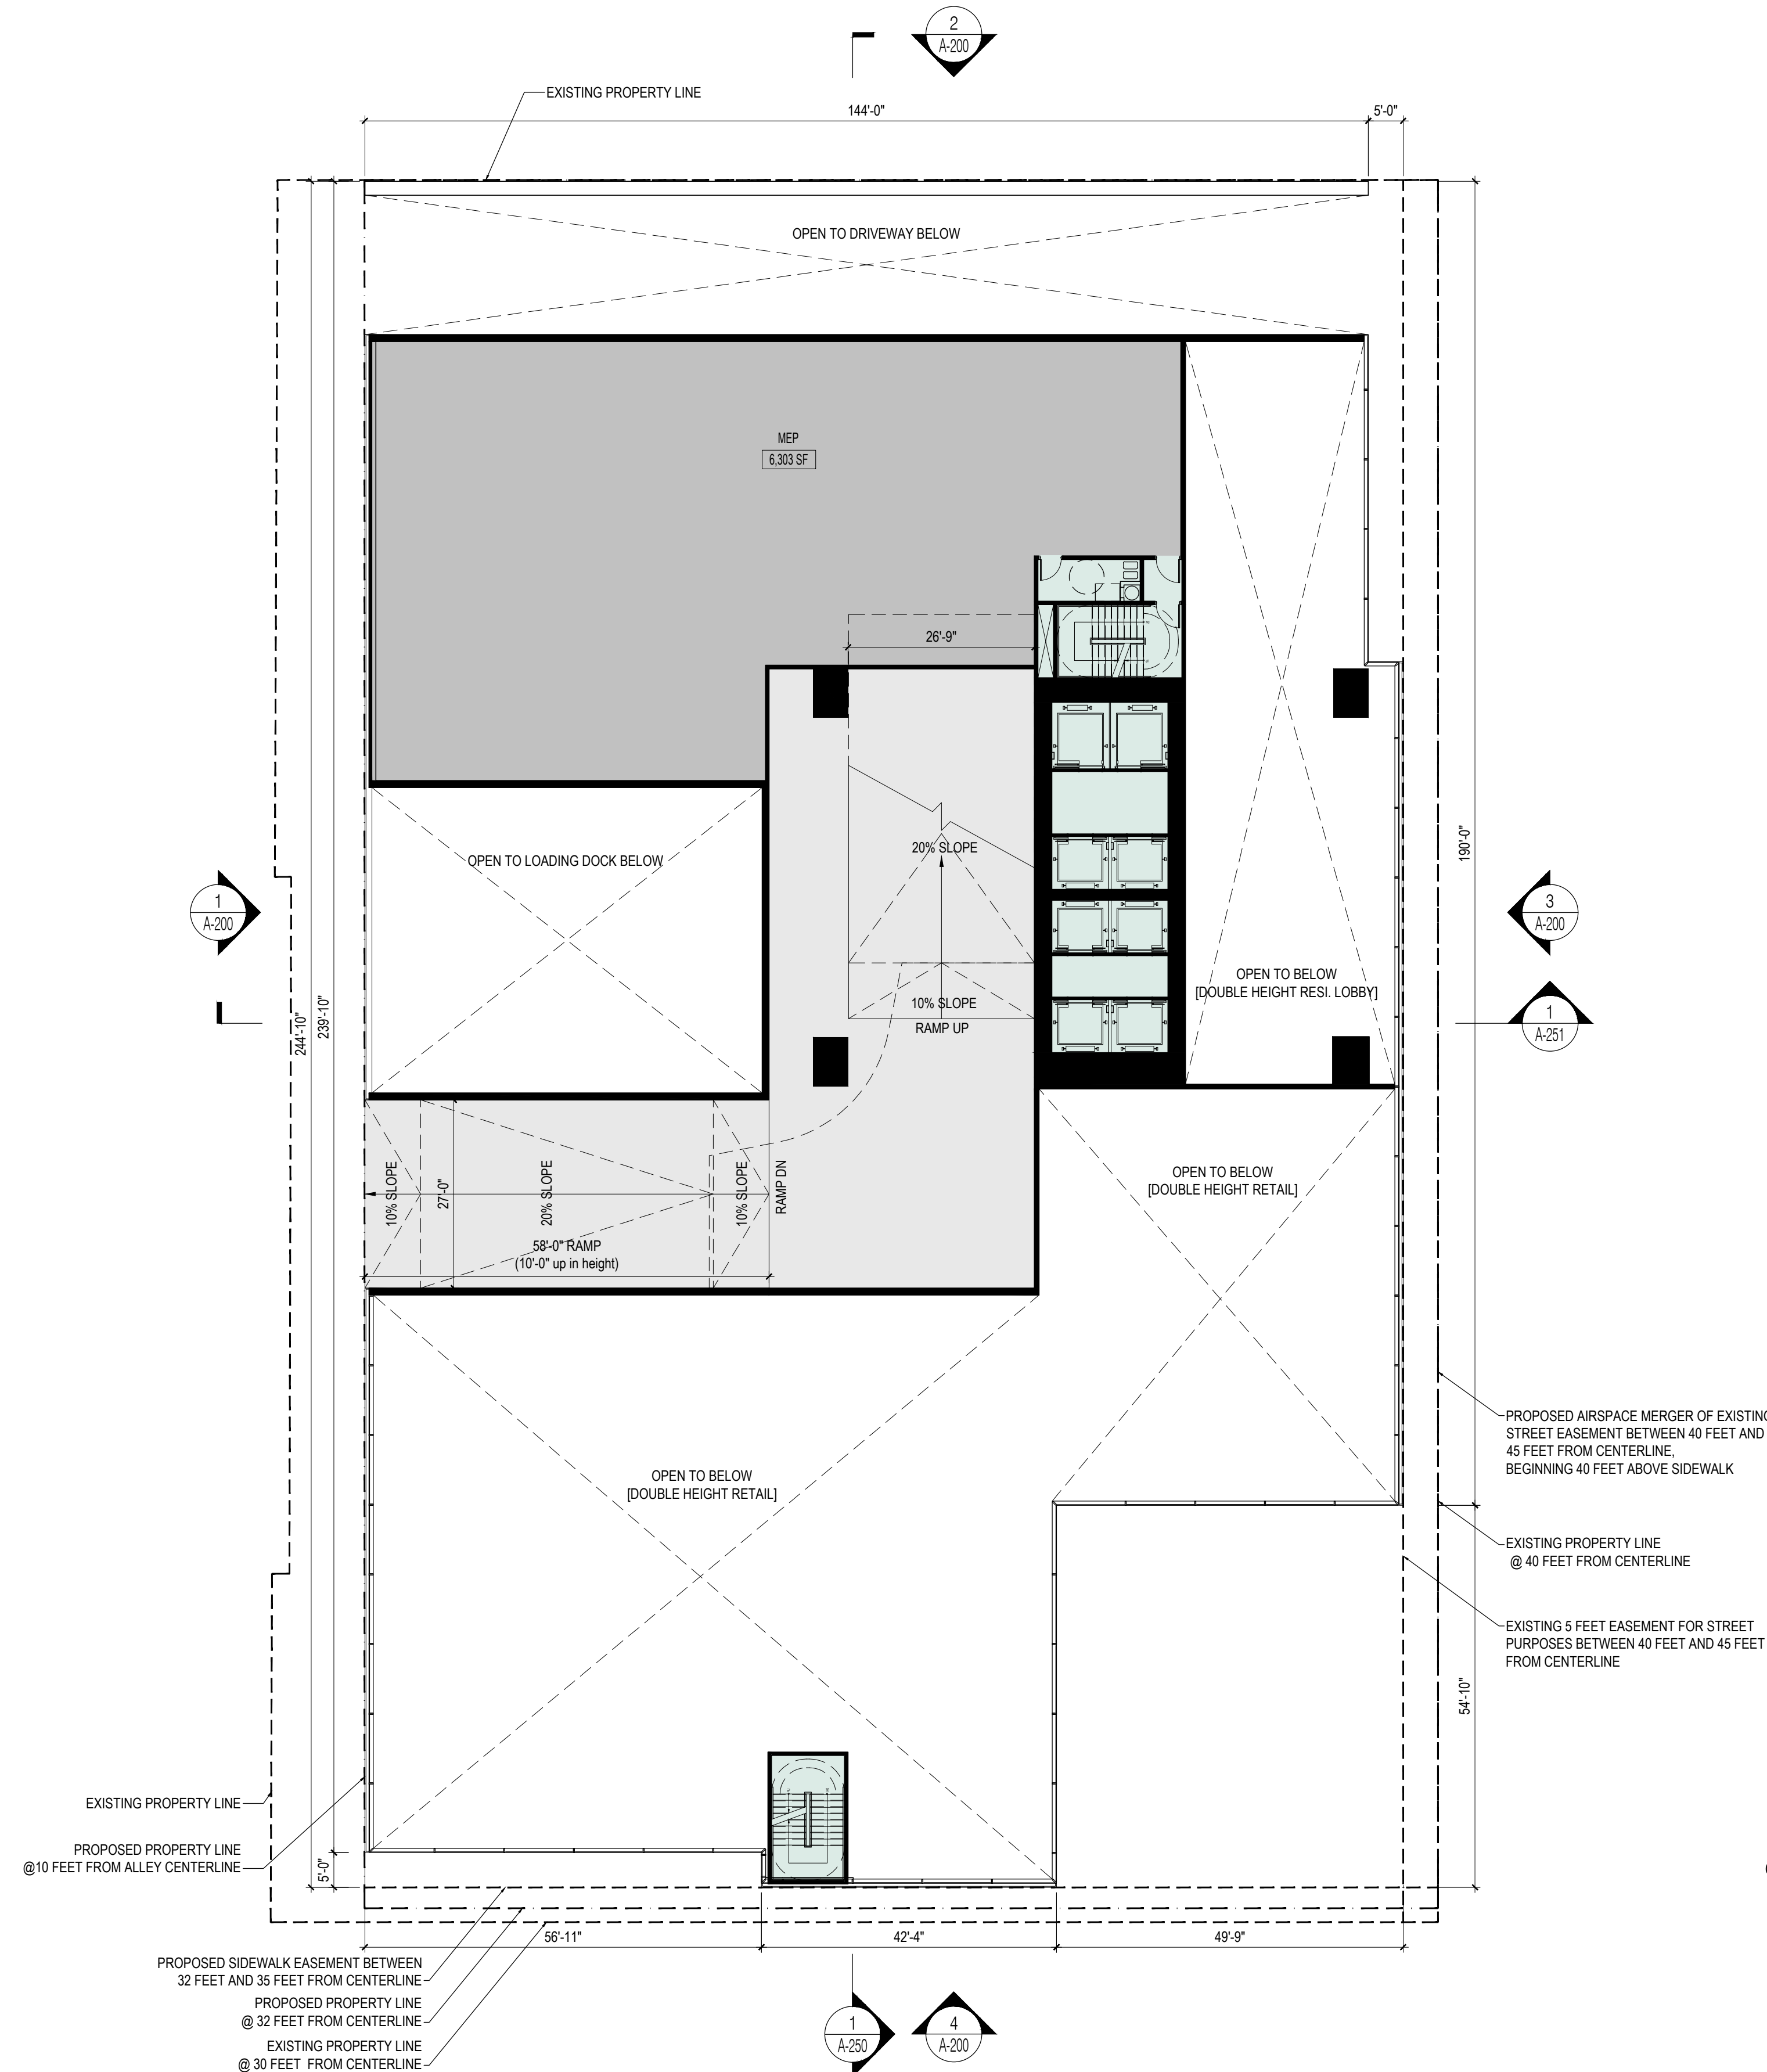 2
A-200
EXISTING PROPERTY LINE
144'-0"
5'-0"
OPEN TO DRIVEWAY BELOW
MEP
6,303 SF
26'-9"
20% SLOPE
OPEN TO LOADING DOCK BELOW
190'-0"
1
A-200
3
A-200
OPEN TO BELOW
[DOUBLE HEIGHT RESI. LOBBY]
10% SLOPE
RAMP UP
244'-10"
239'-10"
1
A-251
10% SLOPE
27'-0"
20% SLOPE
10% SLOPE
RAMP DN
58'-0" RAMP
(10'-0" up in height)
OPEN TO BELOW
[DOUBLE HEIGHT RETAIL]
PROPOSED AIRSPACE MERGER OF EXISTING
STREET EASEMENT BETWEEN 40 FEET AND
45 FEET FROM CENTERLINE,
BEGINNING 40 FEET ABOVE SIDEWALK
OPEN TO BELOW
[DOUBLE HEIGHT RETAIL]
EXISTING PROPERTY LINE
@ 40 FEET FROM CENTERLINE
EXISTING 5 FEET EASEMENT FOR STREET
PURPOSES BETWEEN 40 FEET AND 45 FEET
FROM CENTERLINE
54'-10"
EXISTING PROPERTY LINE
PROPOSED PROPERTY LINE
@10 FEET FROM ALLEY CENTERLINE
5'-0"
56'-11"
42'-4"
49'-9"
PROPOSED SIDEWALK EASEMENT BETWEEN
32 FEET AND 35 FEET FROM CENTERLINE
PROPOSED PROPERTY LINE
@ 32 FEET FROM CENTERLINE
EXISTING PROPERTY LINE
@ 30 FEET FROM CENTERLINE
1
A-250
4
A-200